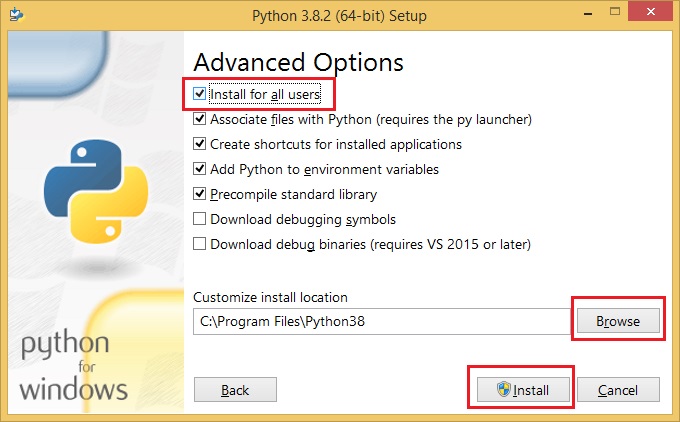 Python 3.8.2 (64-bit) Setup
Advanced Options
Install for all users
Associate files with Python (requires the py launcher)
Create shortcuts for installed applications
Add Python to environment variables
Precompile standard library
Download debugging symbols
Download debug binaries (requires VS 2015 or later)
Customize install location
C:\Program Files\Python38
Browse
python
for
windows
Back
Install
Cancel